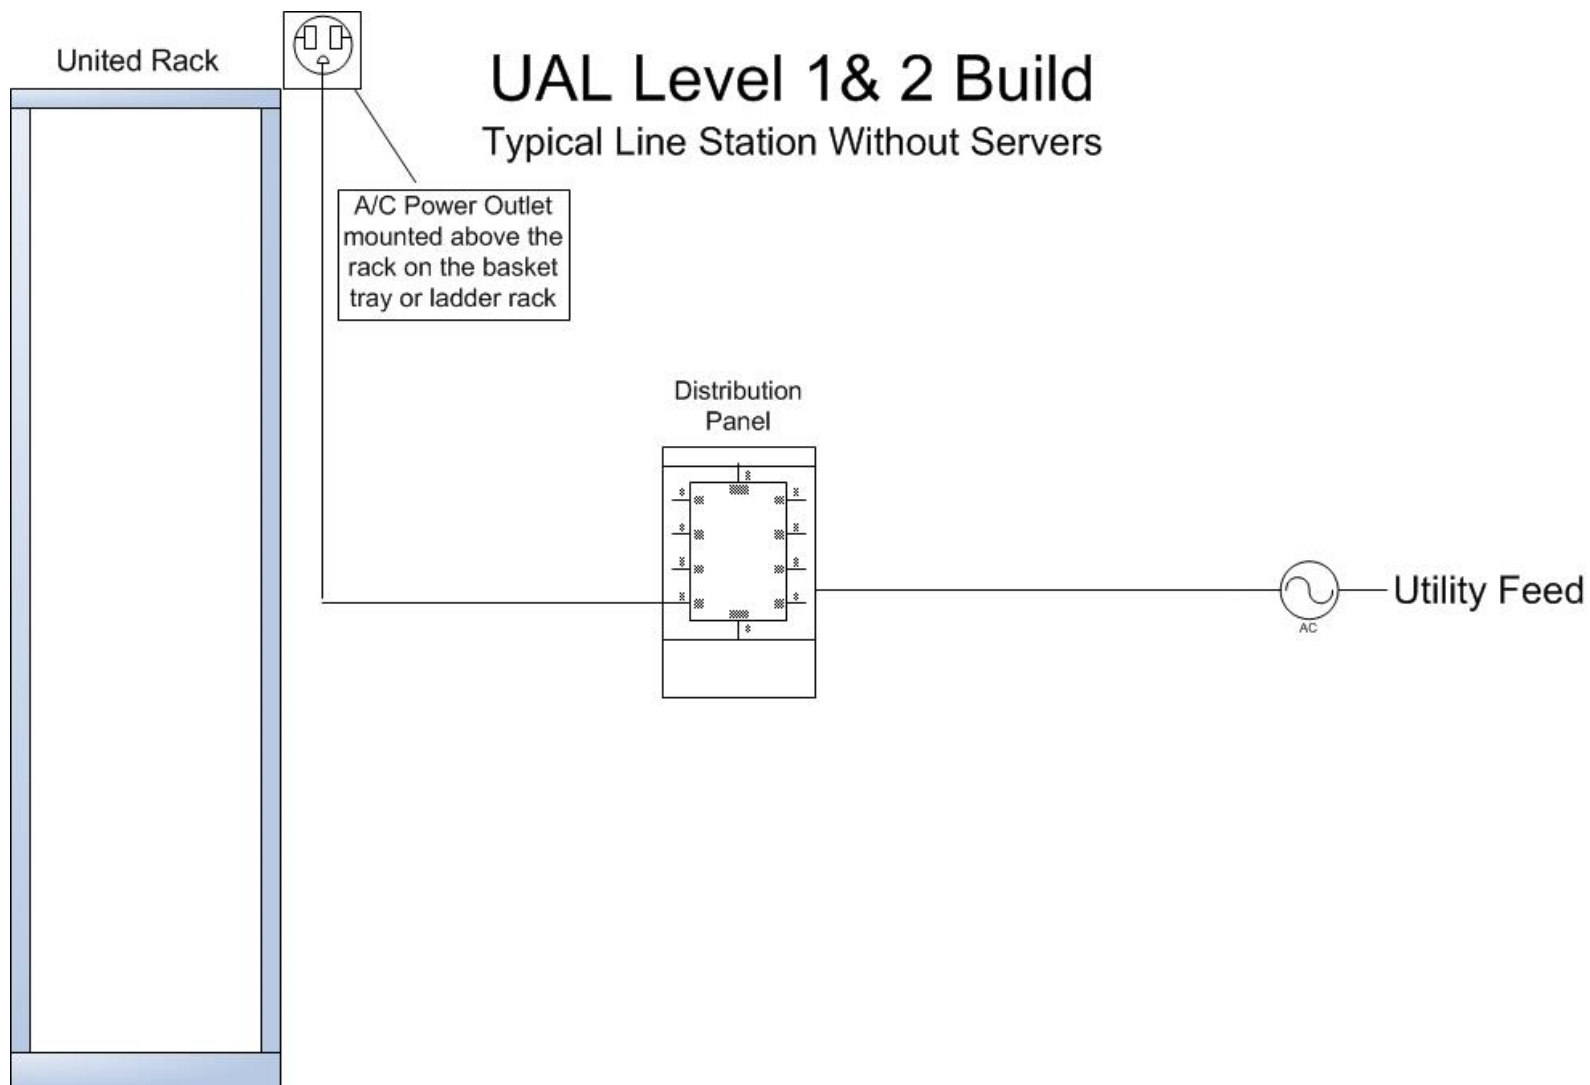 United Rack
UAL Level 1& 2 Build
Typical Line Station Without Servers
A/C Power Outlet
mounted above the
rack on the basket
tray or ladder rack
Distribution
Panel
Utility Feed
AC